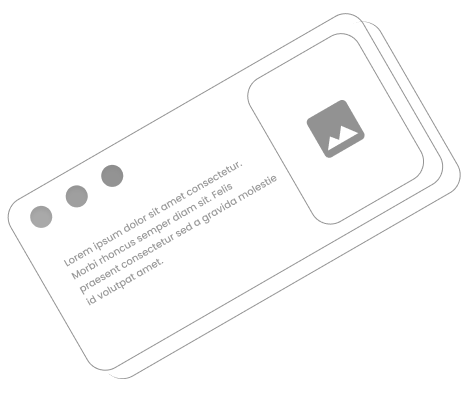 Lorem ipsum dolor sit amet consectetur.
Morbi rhoncus semper diam sit. Felis
praesent consectetur sed a gravida molestie
id volutpat amet.